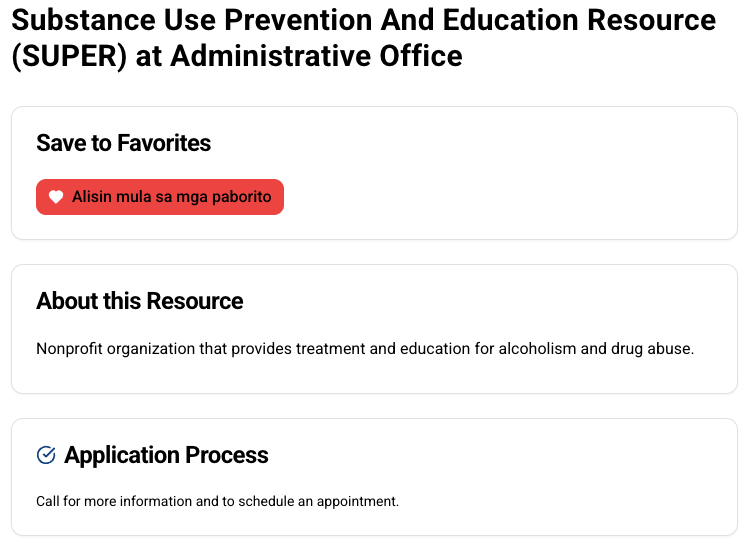 Substance Use Prevention And Education Resource
(SUPER) at Administrative Office
Save to Favorites
Alisin mula sa mga paborito
About this Resource
Nonprofit organization that provides treatment and education for alcoholism and drug abuse.
Application Process
Call for more information and to schedule an appointment.